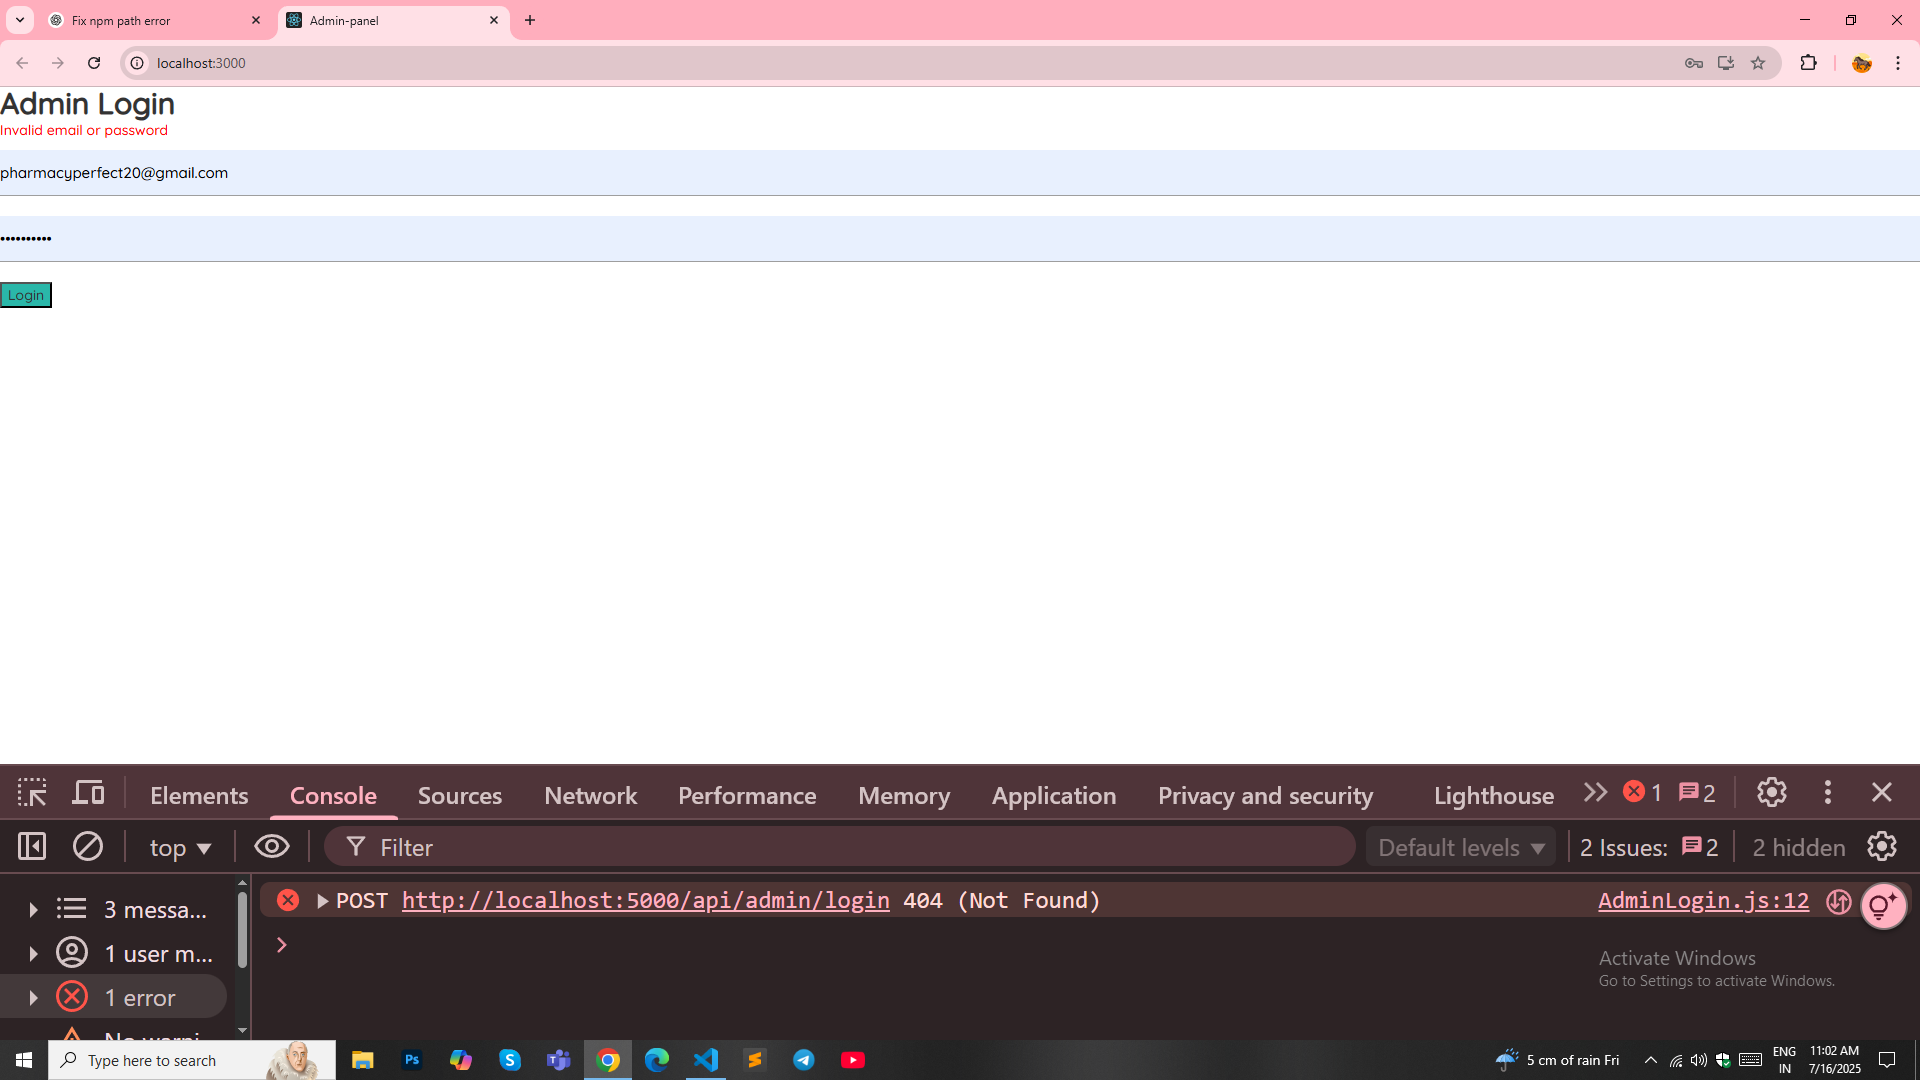 Fix npm path error
Admin-panel
localhost:3000
Admin Login
Invalid email or password
pharmacyperfect20@gmail.com
••••••••••
Login
Elements
Console
Sources
Network
Performance
Memory
Application
Privacy and security
Lighthouse
1
2
top
Filter
Default levels
2 Issues:
2
2 hidden
3 messa...
1 user m...
1 error
POST http://localhost:5000/api/admin/login 404 (Not Found)
AdminLogin.js:12
Activate Windows
Go to Settings to activate Windows.
Type here to search
Ps
5 cm of rain Fri
ENG
IN
11:02 AM
7/16/2025